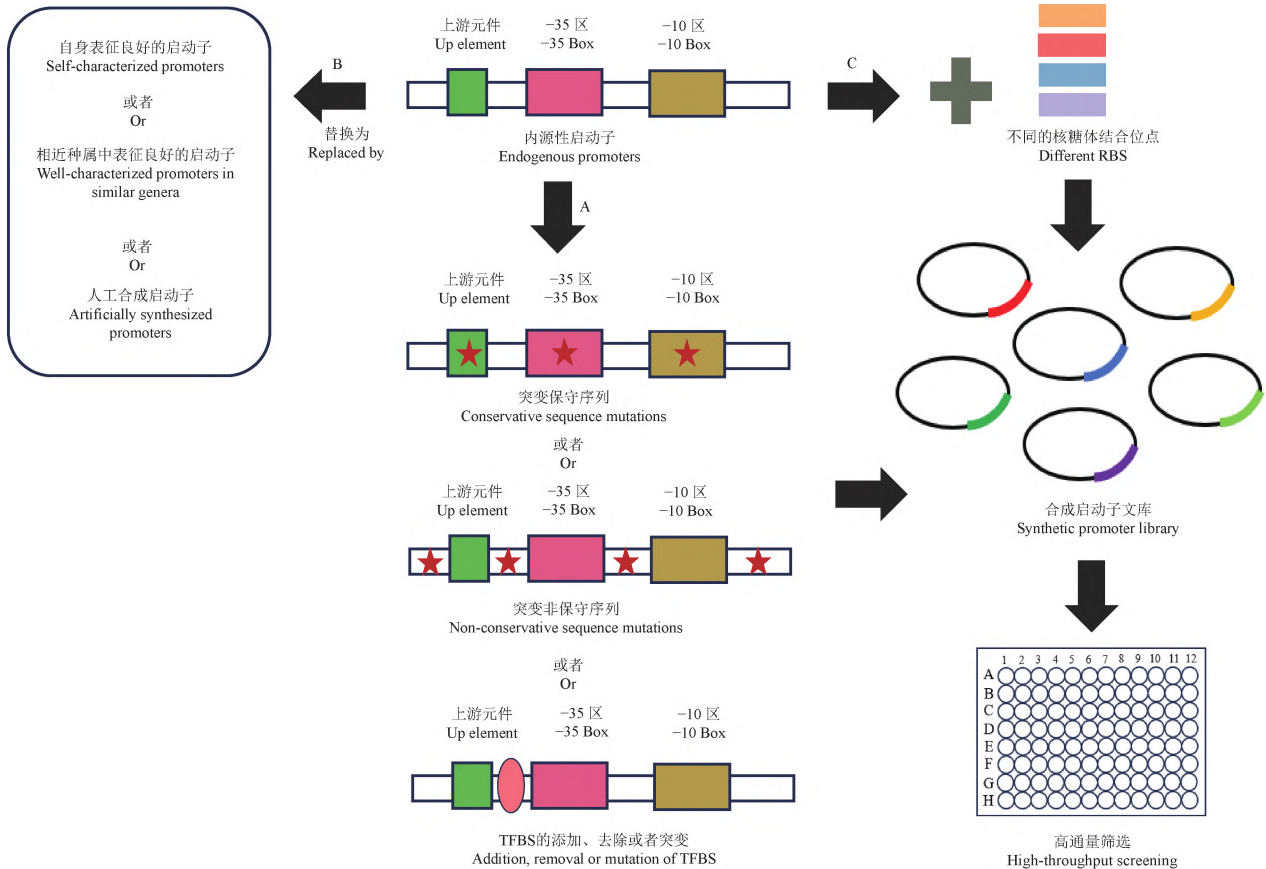 自身表征良好的启动子
Self-characterized promoters
或者
Or
相近种属中表征良好的启动子
Well-characterized promoters in
similar genera
或者
Or
人工合成启动子
Artificially synthesized
promoters
B
替换为
Replaced by
上游元件 −35 区 −10 区
Up element −35 Box −10 Box
内源性启动子
Endogenous promoters
C
不同的核糖体结合位点
Different RBS
A
上游元件 −35 区 −10 区
Up element −35 Box −10 Box
突变保守序列
Conservative sequence mutations
或者
Or
上游元件 −35 区 −10 区
Up element −35 Box −10 Box
突变非保守序列
Non-conservative sequence mutations
或者
Or
上游元件 −35 区 −10 区
Up element −35 Box −10 Box
TFBS的添加、去除或者突变
Addition, removal or mutation of TFBS
合成启动子文库
Synthetic promoter library
1 2 3 4 5 6 7 8 9 10 11 12
A
B
C
D
E
F
G
H
高通量筛选
High-throughput screening